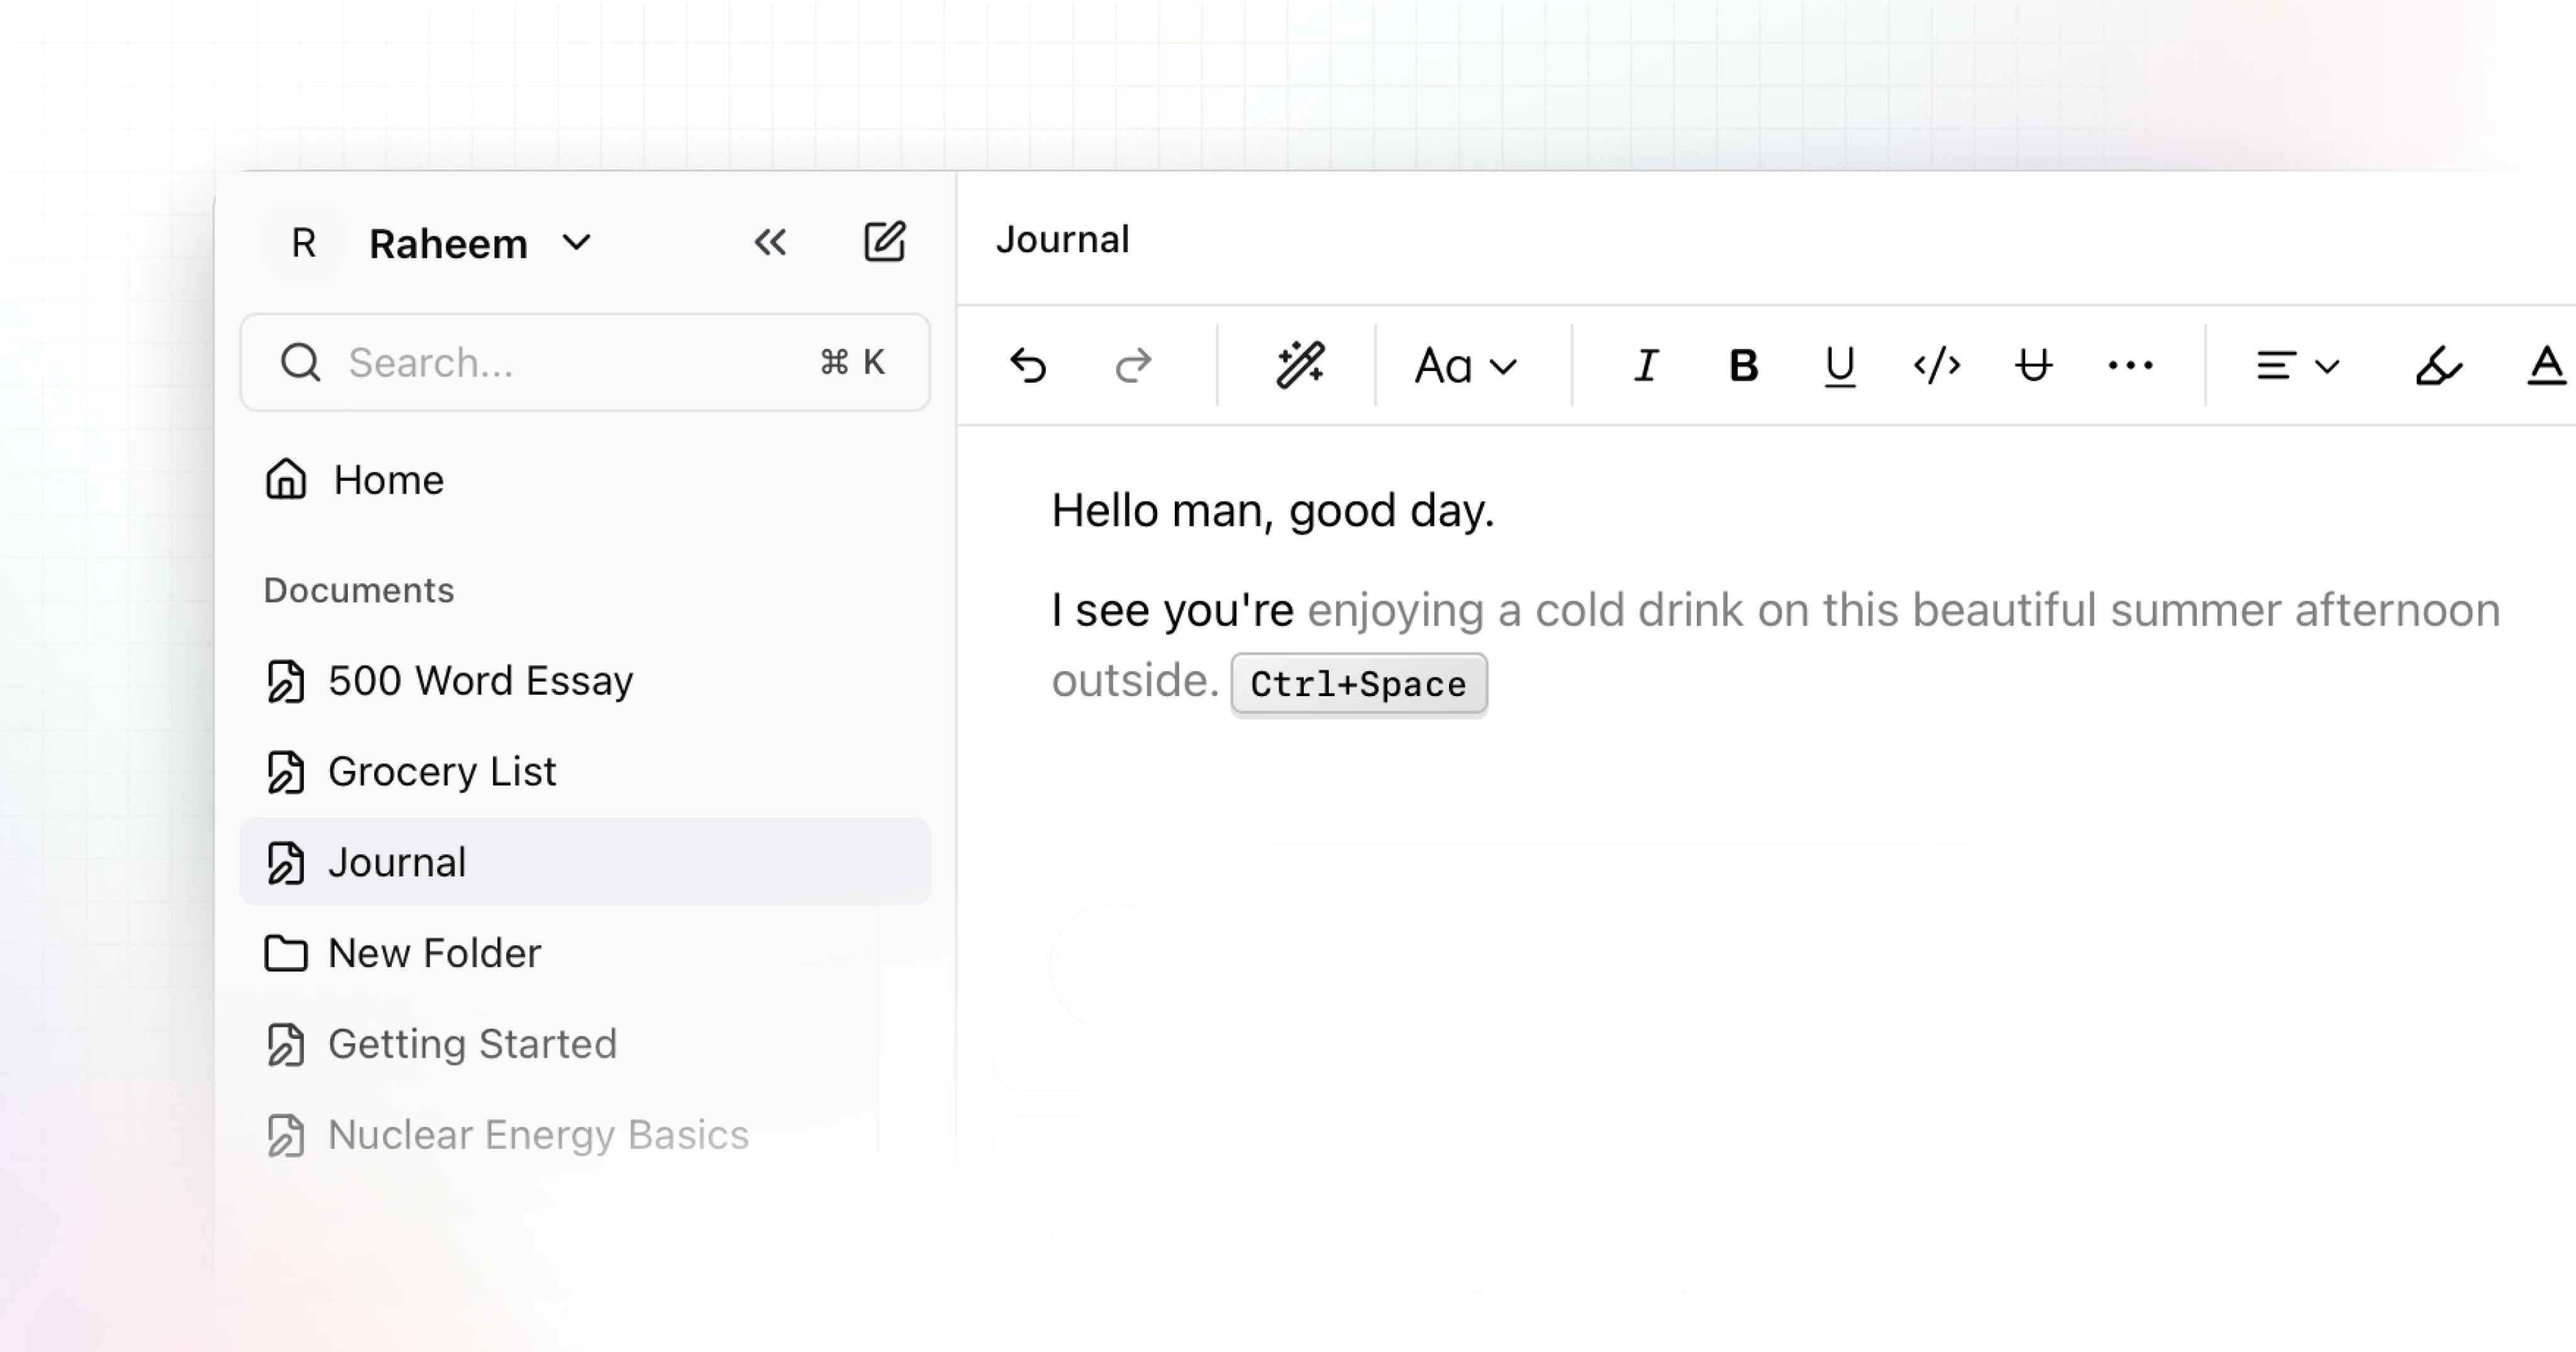 R Raheem
Search... ⌘ K
Home
Documents
500 Word Essay
Grocery List
Journal
New Folder
Getting Started
Nuclear Energy Basics
Journal
Aa I B U </> U ... A
Hello man, good day.
I see you're enjoying a cold drink on this beautiful summer afternoon
outside. Ctrl+Space